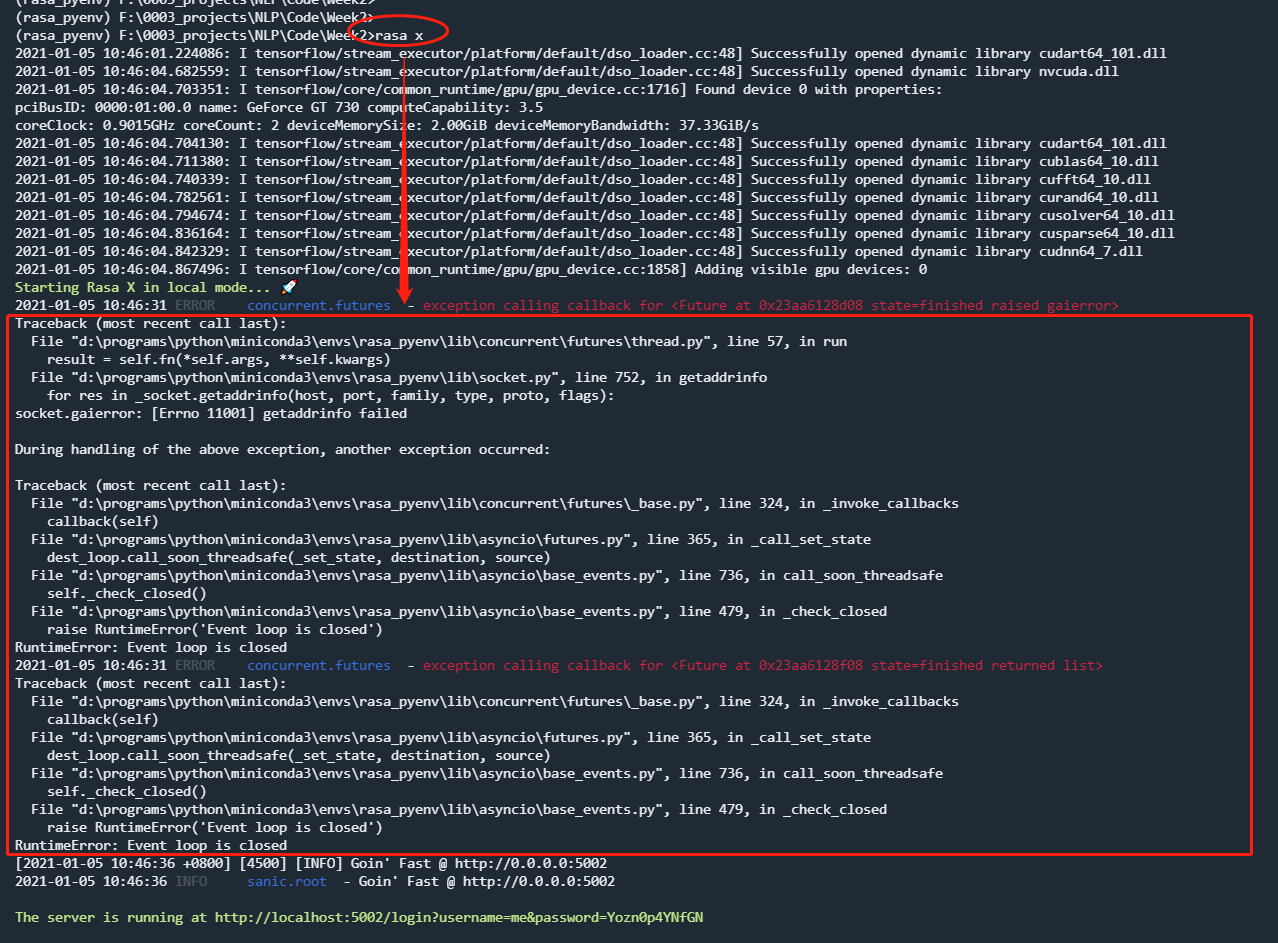 (rasa_pyenv) F:\0003_projects\NLP\Code\Week2>
(rasa_pyenv) F:\0003_projects\NLP\Code\Week2>
(rasa_pyenv) F:\0003_projects\NLP\Code\Week2>rasa x
2021-01-05 10:46:01.224086: I tensorflow/stream_executor/platform/default/dso_loader.cc:48] Successfully opened dynamic library cudart64_101.dll
2021-01-05 10:46:04.682559: I tensorflow/stream_executor/platform/default/dso_loader.cc:48] Successfully opened dynamic library nvcuda.dll
2021-01-05 10:46:04.703351: I tensorflow/core/common_runtime/gpu/gpu_device.cc:1716] Found device 0 with properties:
pciBusID: 0000:01:00.0 name: GeForce GT 730 computeCapability: 3.5
coreClock: 0.9015GHz coreCount: 2 deviceMemorySize: 2.00GiB deviceMemoryBandwidth: 37.33GiB/s
2021-01-05 10:46:04.704130: I tensorflow/stream_executor/platform/default/dso_loader.cc:48] Successfully opened dynamic library cudart64_101.dll
2021-01-05 10:46:04.711380: I tensorflow/stream_executor/platform/default/dso_loader.cc:48] Successfully opened dynamic library cublas64_10.dll
2021-01-05 10:46:04.740339: I tensorflow/stream_executor/platform/default/dso_loader.cc:48] Successfully opened dynamic library cufft64_10.dll
2021-01-05 10:46:04.782561: I tensorflow/stream_executor/platform/default/dso_loader.cc:48] Successfully opened dynamic library curand64_10.dll
2021-01-05 10:46:04.794674: I tensorflow/stream_executor/platform/default/dso_loader.cc:48] Successfully opened dynamic library cusolver64_10.dll
2021-01-05 10:46:04.836164: I tensorflow/stream_executor/platform/default/dso_loader.cc:48] Successfully opened dynamic library cusparse64_10.dll
2021-01-05 10:46:04.842329: I tensorflow/stream_executor/platform/default/dso_loader.cc:48] Successfully opened dynamic library cudnn64_7.dll
2021-01-05 10:46:04.867496: I tensorflow/core/common_runtime/gpu/gpu_device.cc:1858] Adding visible gpu devices: 0
Starting Rasa X in local mode... 🚀
2021-01-05 10:46:31 ERROR    concurrent.futures  - exception calling callback for <Future at 0x23aa6128d08 state=finished raised gaierror>
Traceback (most recent call last):
  File "d:\programs\python\miniconda3\envs\rasa_pyenv\lib\concurrent\futures\thread.py", line 57, in run
    result = self.fn(*self.args, **self.kwargs)
  File "d:\programs\python\miniconda3\envs\rasa_pyenv\lib\socket.py", line 752, in getaddrinfo
    for res in _socket.getaddrinfo(host, port, family, type, proto, flags):
socket.gaierror: [Errno 11001] getaddrinfo failed
During handling of the above exception, another exception occurred:
Traceback (most recent call last):
  File "d:\programs\python\miniconda3\envs\rasa_pyenv\lib\concurrent\futures\_base.py", line 324, in _invoke_callbacks
    callback(self)
  File "d:\programs\python\miniconda3\envs\rasa_pyenv\lib\asyncio\futures.py", line 365, in _call_set_state
    dest_loop.call_soon_threadsafe(_set_state, destination, source)
  File "d:\programs\python\miniconda3\envs\rasa_pyenv\lib\asyncio\base_events.py", line 736, in call_soon_threadsafe
    self._check_closed()
  File "d:\programs\python\miniconda3\envs\rasa_pyenv\lib\asyncio\base_events.py", line 479, in _check_closed
    raise RuntimeError('Event loop is closed')
RuntimeError: Event loop is closed
2021-01-05 10:46:31 ERROR    concurrent.futures  - exception calling callback for <Future at 0x23aa6128f08 state=finished returned list>
Traceback (most recent call last):
  File "d:\programs\python\miniconda3\envs\rasa_pyenv\lib\concurrent\futures\_base.py", line 324, in _invoke_callbacks
    callback(self)
  File "d:\programs\python\miniconda3\envs\rasa_pyenv\lib\asyncio\futures.py", line 365, in _call_set_state
    dest_loop.call_soon_threadsafe(_set_state, destination, source)
  File "d:\programs\python\miniconda3\envs\rasa_pyenv\lib\asyncio\base_events.py", line 736, in call_soon_threadsafe
    self._check_closed()
  File "d:\programs\python\miniconda3\envs\rasa_pyenv\lib\asyncio\base_events.py", line 479, in _check_closed
    raise RuntimeError('Event loop is closed')
RuntimeError: Event loop is closed
[2021-01-05 10:46:36 +0800] [4500] [INFO] Goin' Fast @ http://0.0.0.0:5002
2021-01-05 10:46:36 INFO     sanic.root  - Goin' Fast @ http://0.0.0.0:5002
The server is running at http://localhost:5002/login?username=me&password=Yozn0p4YNfGN